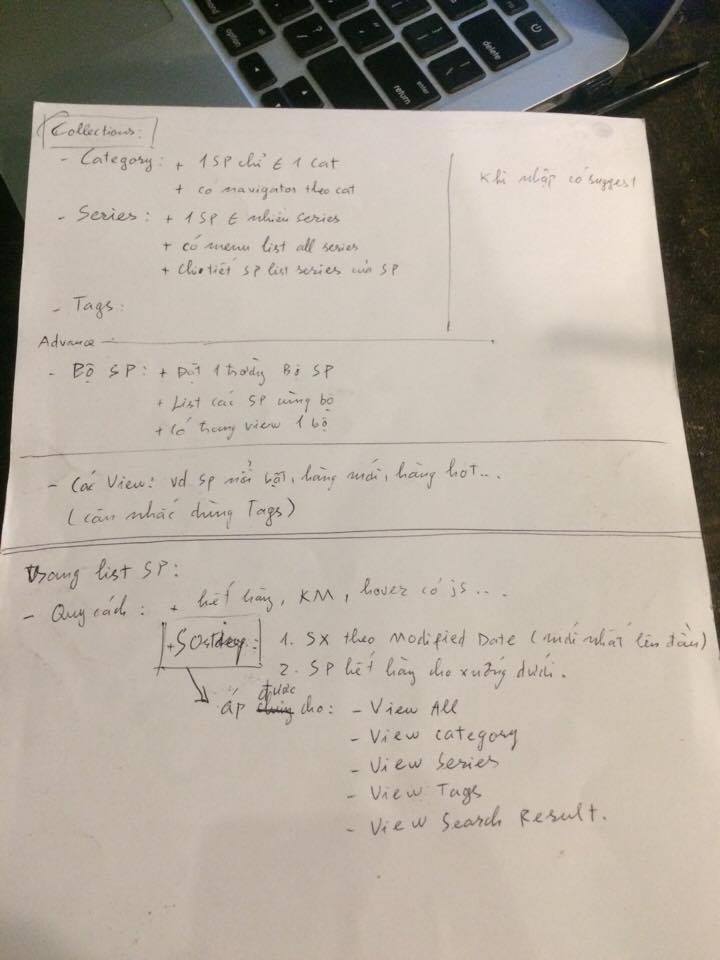 Collections:
- Category: + 1 SP chỉ ∈ 1 cat
+ có navigator theo cat
- Series: + 1 SP ∈ nhiều series
+ có menu list all series
+ chi tiết SP list series của SP
- Tags:
Khi nhập có suggest
Advance
- Bộ SP: + Đặt 1 trường Bộ SP
+ List các SP cùng bộ
+ Có trang view 1 bộ
- Các View: vd SP nổi bật, hàng mới, hàng hot...
(cân nhắc dùng Tags)
Trang list SP:
- Quy cách: + hết hàng, KM, hover có js...
1. SX theo Modified Date (mới nhất lên đầu)
2. SP hết hàng cho xuống dưới.
được
áp cho: - View All
- View category
- View Series
- View Tags
- View Search Result.
option
delete
enter
return